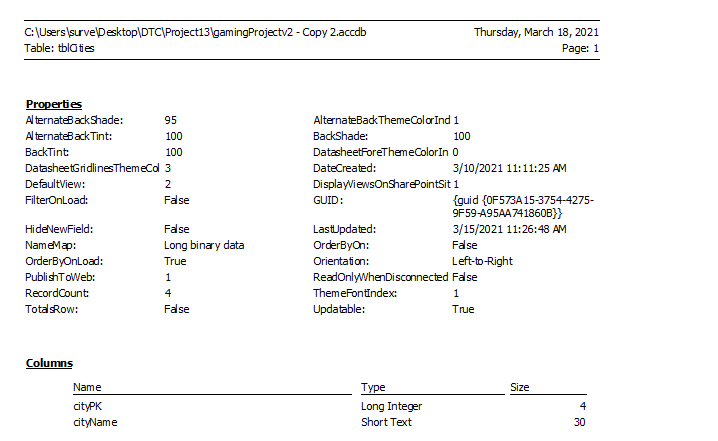 C:\Users\surve\Desktop\DTC\Project13\gamingProjectv2 - Copy 2.accdb Thursday, March 18, 2021
Table: tblCities Page: 1
Properties
AlternateBackShade: 95 AlternateBackThemeColorInd 1
AlternateBackTint: 100 BackShade: 100
BackTint: 100 DatasheetForeThemeColorIn 0
DatasheetGridlinesThemeCol 3 DateCreated: 3/10/2021 11:11:25 AM
DefaultView: 2 DisplayViewsOnSharePointSit 1
FilterOnLoad: False GUID: {guid {0F573A15-3754-4275-
9F59-A95AA741860B}}
HideNewField: False LastUpdated: 3/15/2021 11:26:48 AM
NameMap: Long binary data OrderByOn: False
OrderByOnLoad: True Orientation: Left-to-Right
PublishToWeb: 1 ReadOnlyWhenDisconnected False
RecordCount: 4 ThemeFontIndex: 1
TotalsRow: False Updatable: True
Columns
Name Type Size
cityPK Long Integer 4
cityName Short Text 30